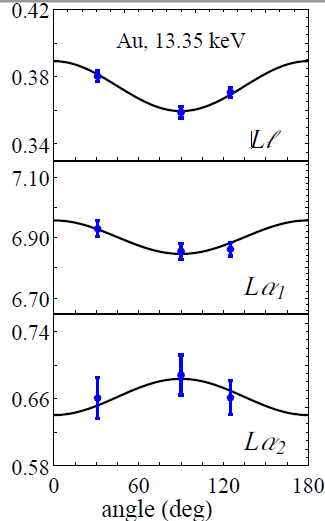 0.42
Au, 13.35 keV
0.38
0.34
Lℓ
7.10
6.90
6.70
Lα1
0.74
0.66
0.58
Lα2
0 60 120 180
angle (deg)